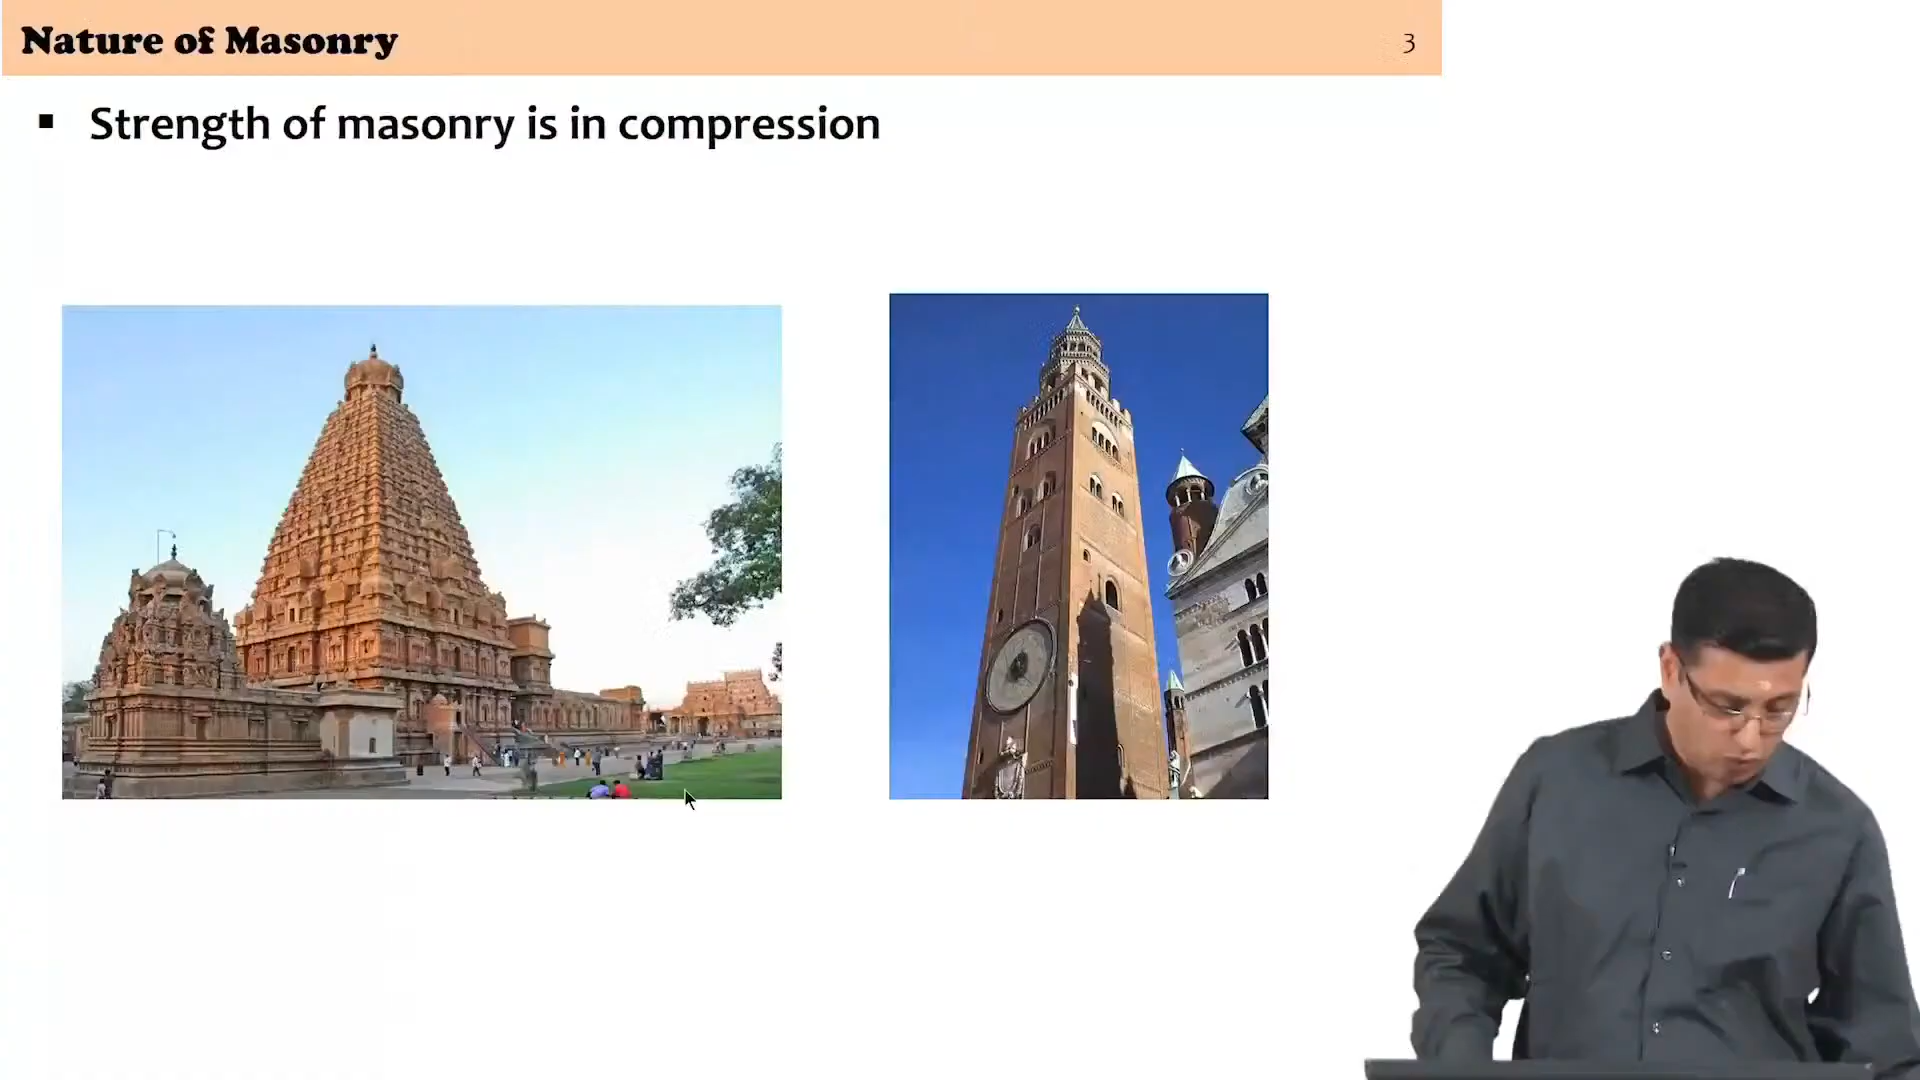 Nature of Masonry
3
▪ Strength of masonry is in compression